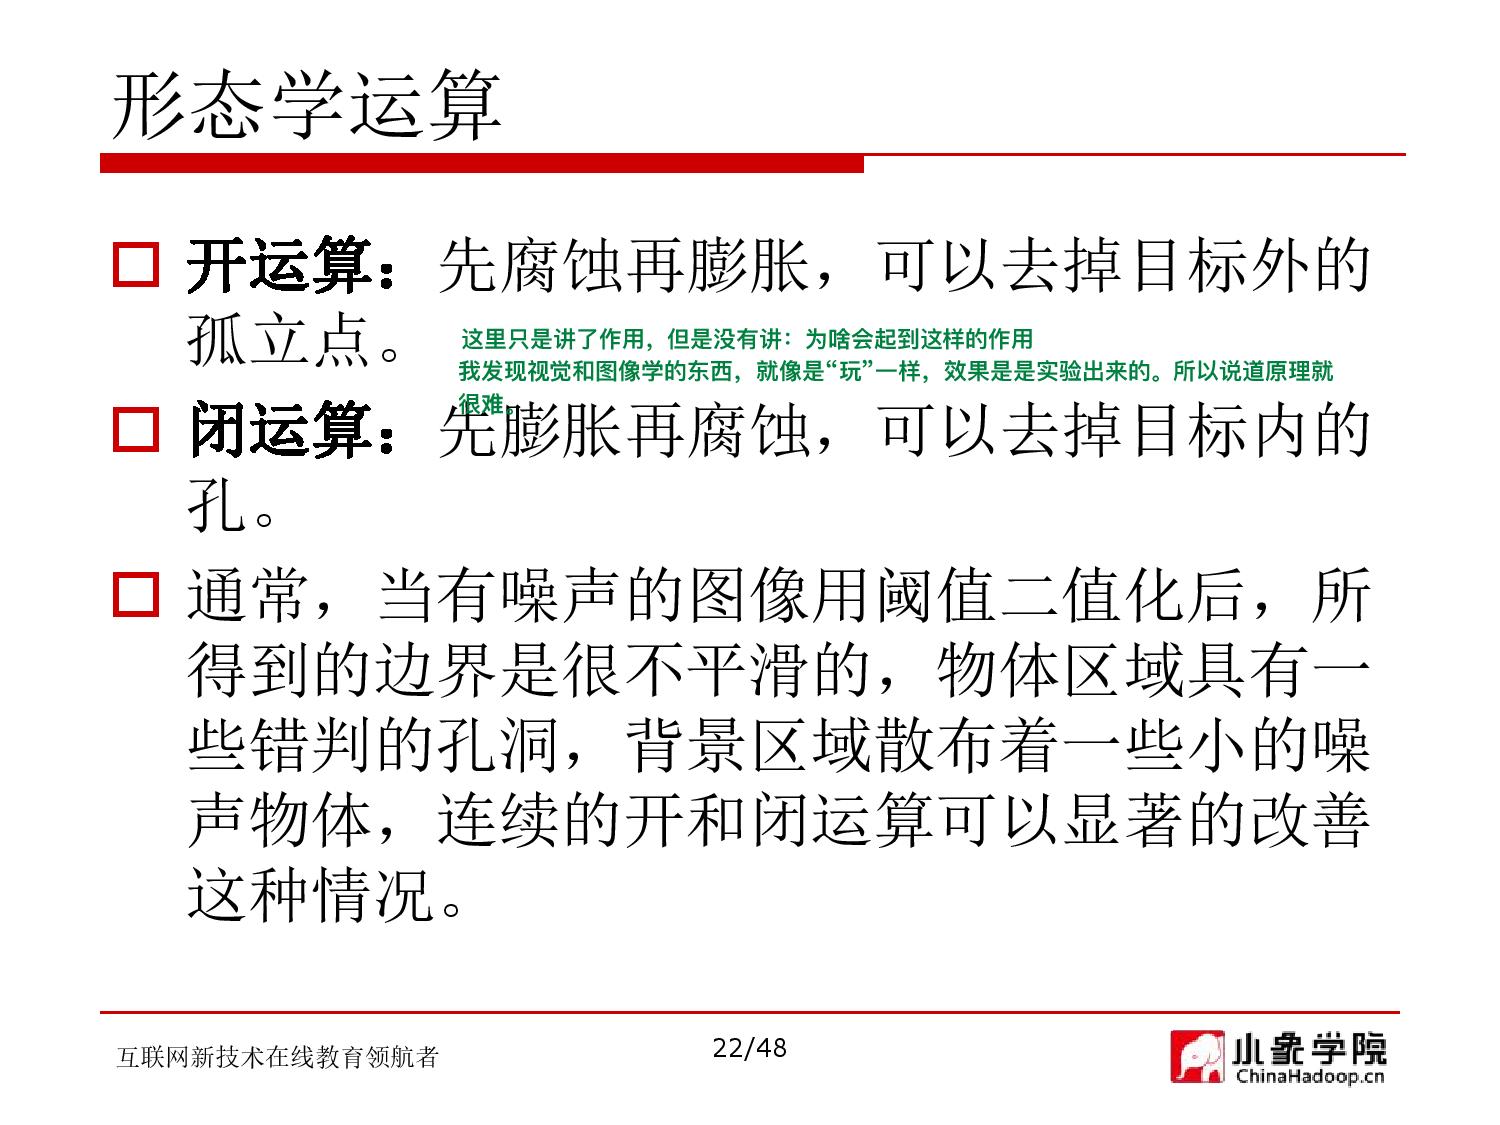 形态学运算
开运算：先腐蚀再膨胀，可以去掉目标外的
孤立点。
这里只是讲了作用，但是没有讲：为啥会起到这样的作用
我发现视觉和图像学的东西，就像是“玩”一样，效果是是实验出来的。所以说道原理就
很难。
闭运算：先膨胀再腐蚀，可以去掉目标内的
孔。
通常，当有噪声的图像用阈值二值化后，所
得到的边界是很不平滑的，物体区域具有一
些错判的孔洞，背景区域散布着一些小的噪
声物体，连续的开和闭运算可以显著的改善
这种情况。
互联网新技术在线教育领航者
22/48
小象学院
ChinaHadoop.cn